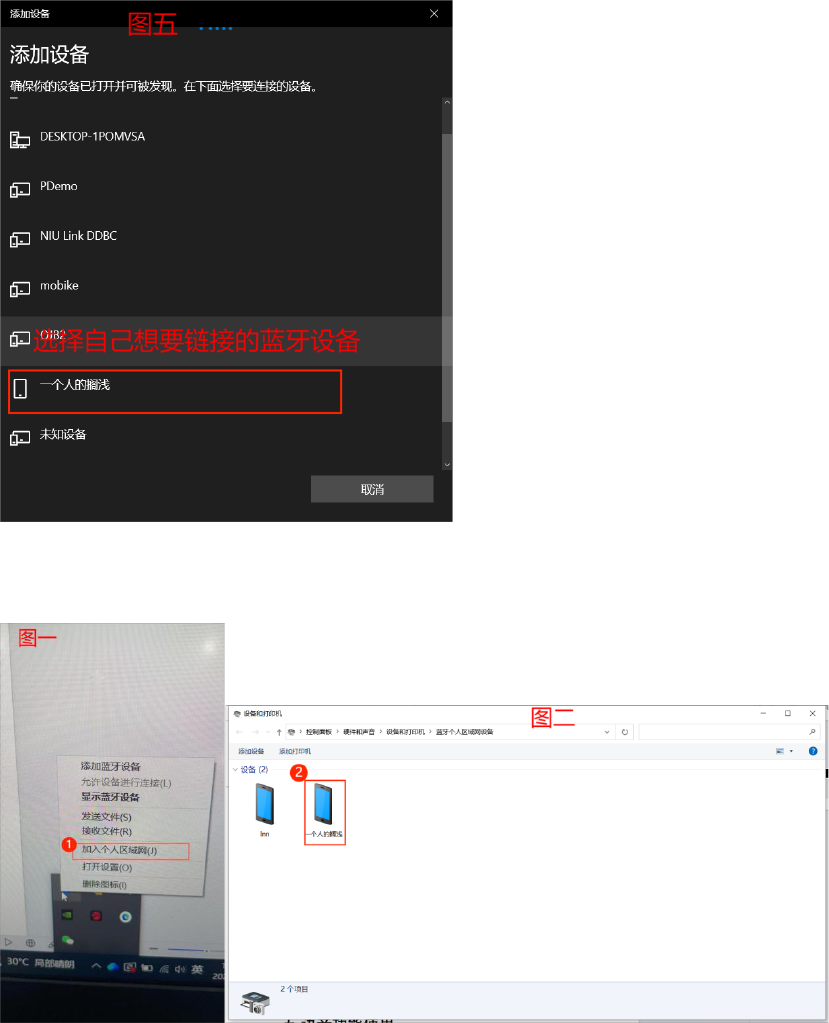 添加设备
图五
添加设备
确保你的设备已打开并可被发现。在下面选择要连接的设备。
DESKTOP-1POMVSA
PDemo
NIU Link DDBC
mobike
选择自己想要链接的蓝牙设备
一个人的搁浅
未知设备
取消
图一
添加蓝牙设备
允许设备进行连接(L)
显示蓝牙设备
发送文件(S)
接收文件(R)
1
加入个人区域网(J)
打开设置(O)
删除图标(I)
30°C 局部晴朗
英
设备和打印机
图二
控制面板 › 硬件和声音 › 设备和打印机 › 蓝牙个人区域网设备
添加设备 添加打印机
设备 (2)
2
lnn
一个人的搁浅
2 个项目